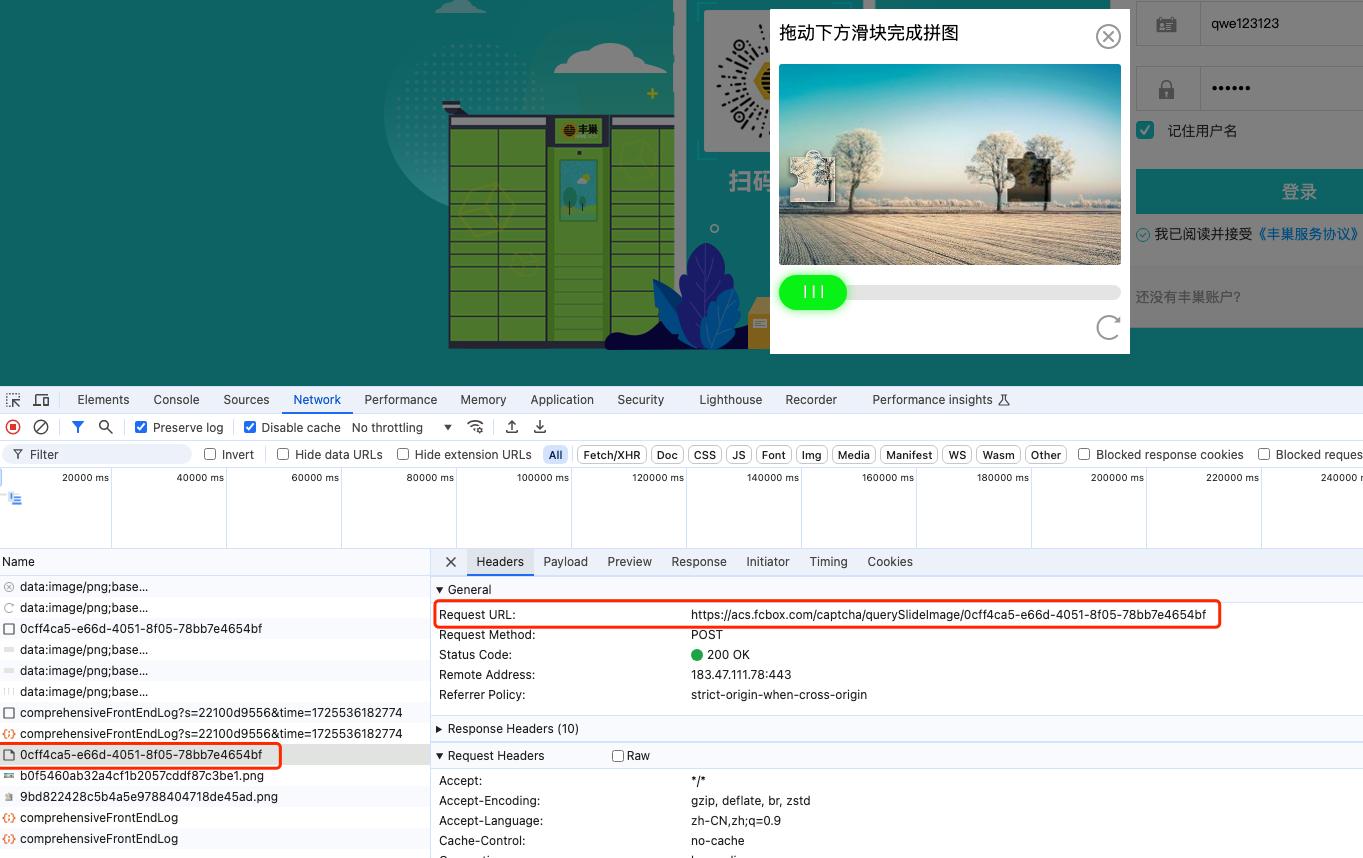 拖动下方滑块完成拼图
qwe123123
••••••
记住用户名
丰巢
扫码
登录
我已阅读并接受《丰巢服务协议》
还没有丰巢账户?
Elements Console Sources Network Performance Memory Application Security Lighthouse Recorder Performance insights
Preserve log Disable cache No throttling
Filter Invert Hide data URLs Hide extension URLs All Fetch/XHR Doc CSS JS Font Img Media Manifest WS Wasm Other Blocked response cookies Blocked reques
20000 ms 40000 ms 60000 ms 80000 ms 100000 ms 120000 ms 140000 ms 160000 ms 180000 ms 200000 ms 220000 ms 240000 r
Name
data:image/png;base...
data:image/png;base...
0cff4ca5-e66d-4051-8f05-78bb7e4654bf
data:image/png;base...
data:image/png;base...
data:image/png;base...
comprehensiveFrontEndLog?s=22100d9556&time=1725536182774
comprehensiveFrontEndLog?s=22100d9556&time=1725536182774
0cff4ca5-e66d-4051-8f05-78bb7e4654bf
b0f5460ab32a4cf1b2057cddf87c3be1.png
9bd822428c5b4a5e9788404718de45ad.png
comprehensiveFrontEndLog
comprehensiveFrontEndLog
Headers Payload Preview Response Initiator Timing Cookies
General
Request URL: https://acs.fcbox.com/captcha/querySlideImage/0cff4ca5-e66d-4051-8f05-78bb7e4654bf
Request Method: POST
Status Code: 200 OK
Remote Address: 183.47.111.78:443
Referrer Policy: strict-origin-when-cross-origin
Response Headers (10)
Request Headers Raw
Accept: */*
Accept-Encoding: gzip, deflate, br, zstd
Accept-Language: zh-CN,zh;q=0.9
Cache-Control: no-cache